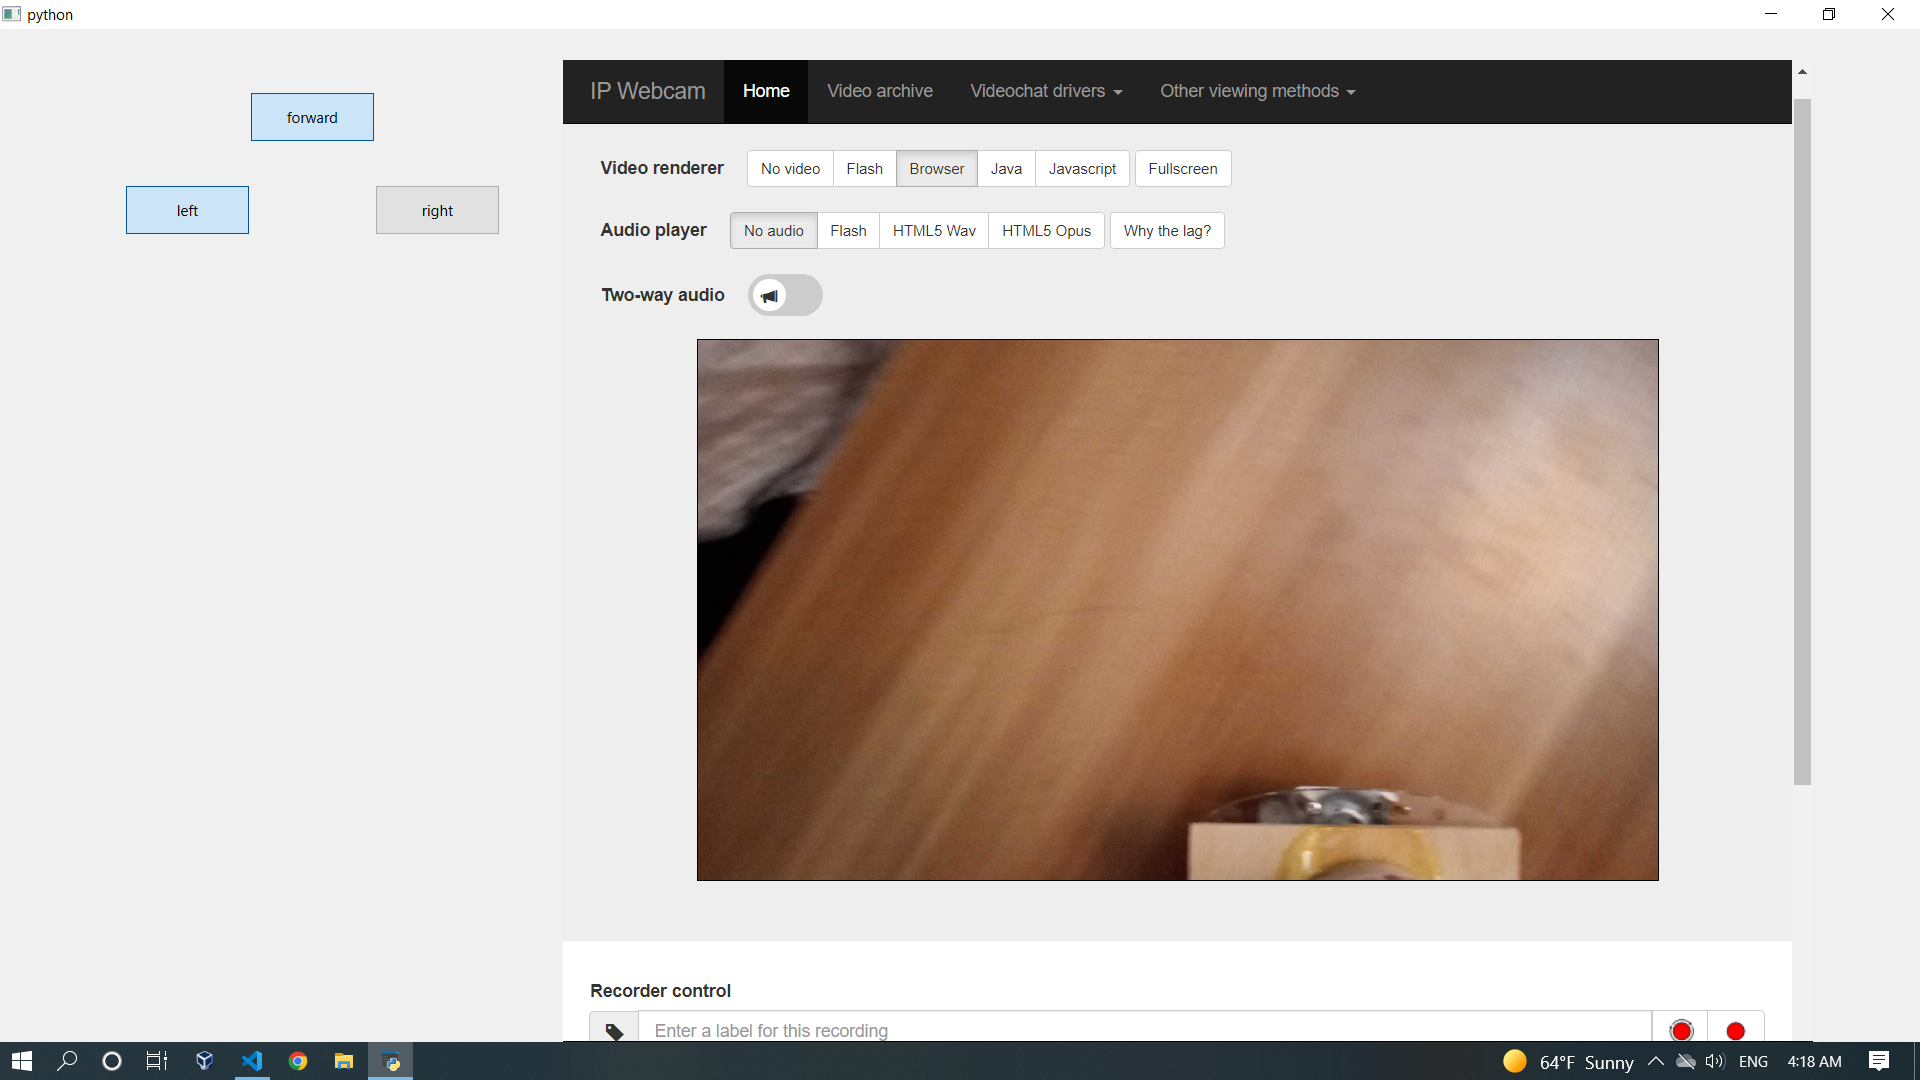 python
forward
left
right
IP Webcam Home Video archive Videochat drivers Other viewing methods
Video renderer No video Flash Browser Java Javascript Fullscreen
Audio player No audio Flash HTML5 Wav HTML5 Opus Why the lag?
Two-way audio
Recorder control
Enter a label for this recording
64°F Sunny ENG 4:18 AM